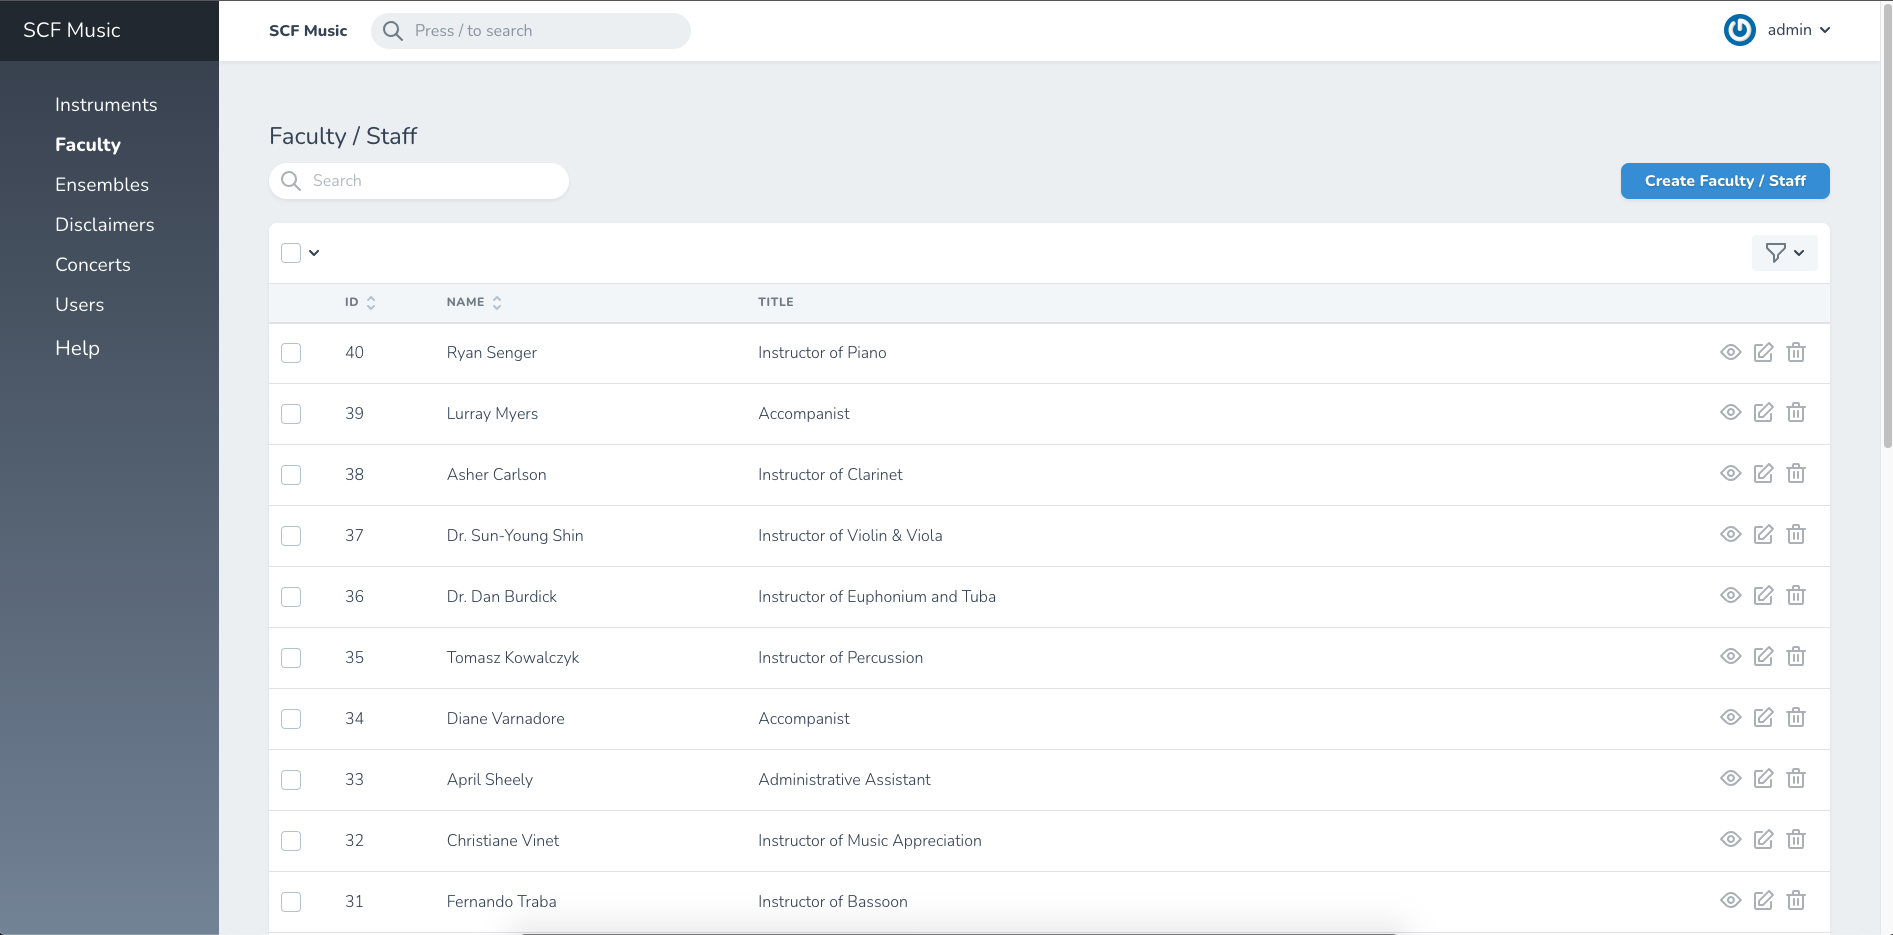 SCF Music
SCF Music
Press / to search
admin
Instruments
Faculty
Ensembles
Disclaimers
Concerts
Users
Help
Faculty / Staff
Search
Create Faculty / Staff
ID NAME TITLE
40 Ryan Senger Instructor of Piano
39 Lurray Myers Accompanist
38 Asher Carlson Instructor of Clarinet
37 Dr. Sun-Young Shin Instructor of Violin & Viola
36 Dr. Dan Burdick Instructor of Euphonium and Tuba
35 Tomasz Kowalczyk Instructor of Percussion
34 Diane Varnadore Accompanist
33 April Sheely Administrative Assistant
32 Christiane Vinet Instructor of Music Appreciation
31 Fernando Traba Instructor of Bassoon